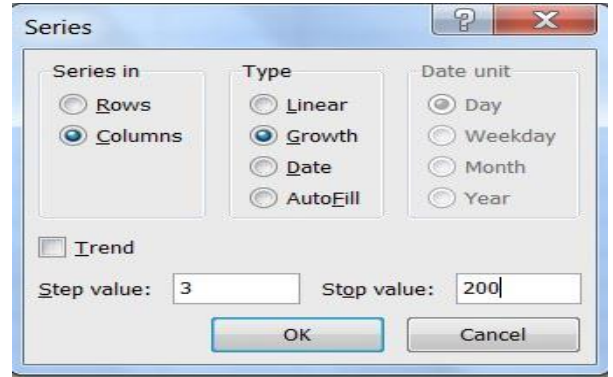 Series
?
X
Series in
Rows
Columns
Type
Linear
Growth
Date
AutoFill
Date unit
Day
Weekday
Month
Year
Trend
Step value: 3
Stop value: 200
OK
Cancel